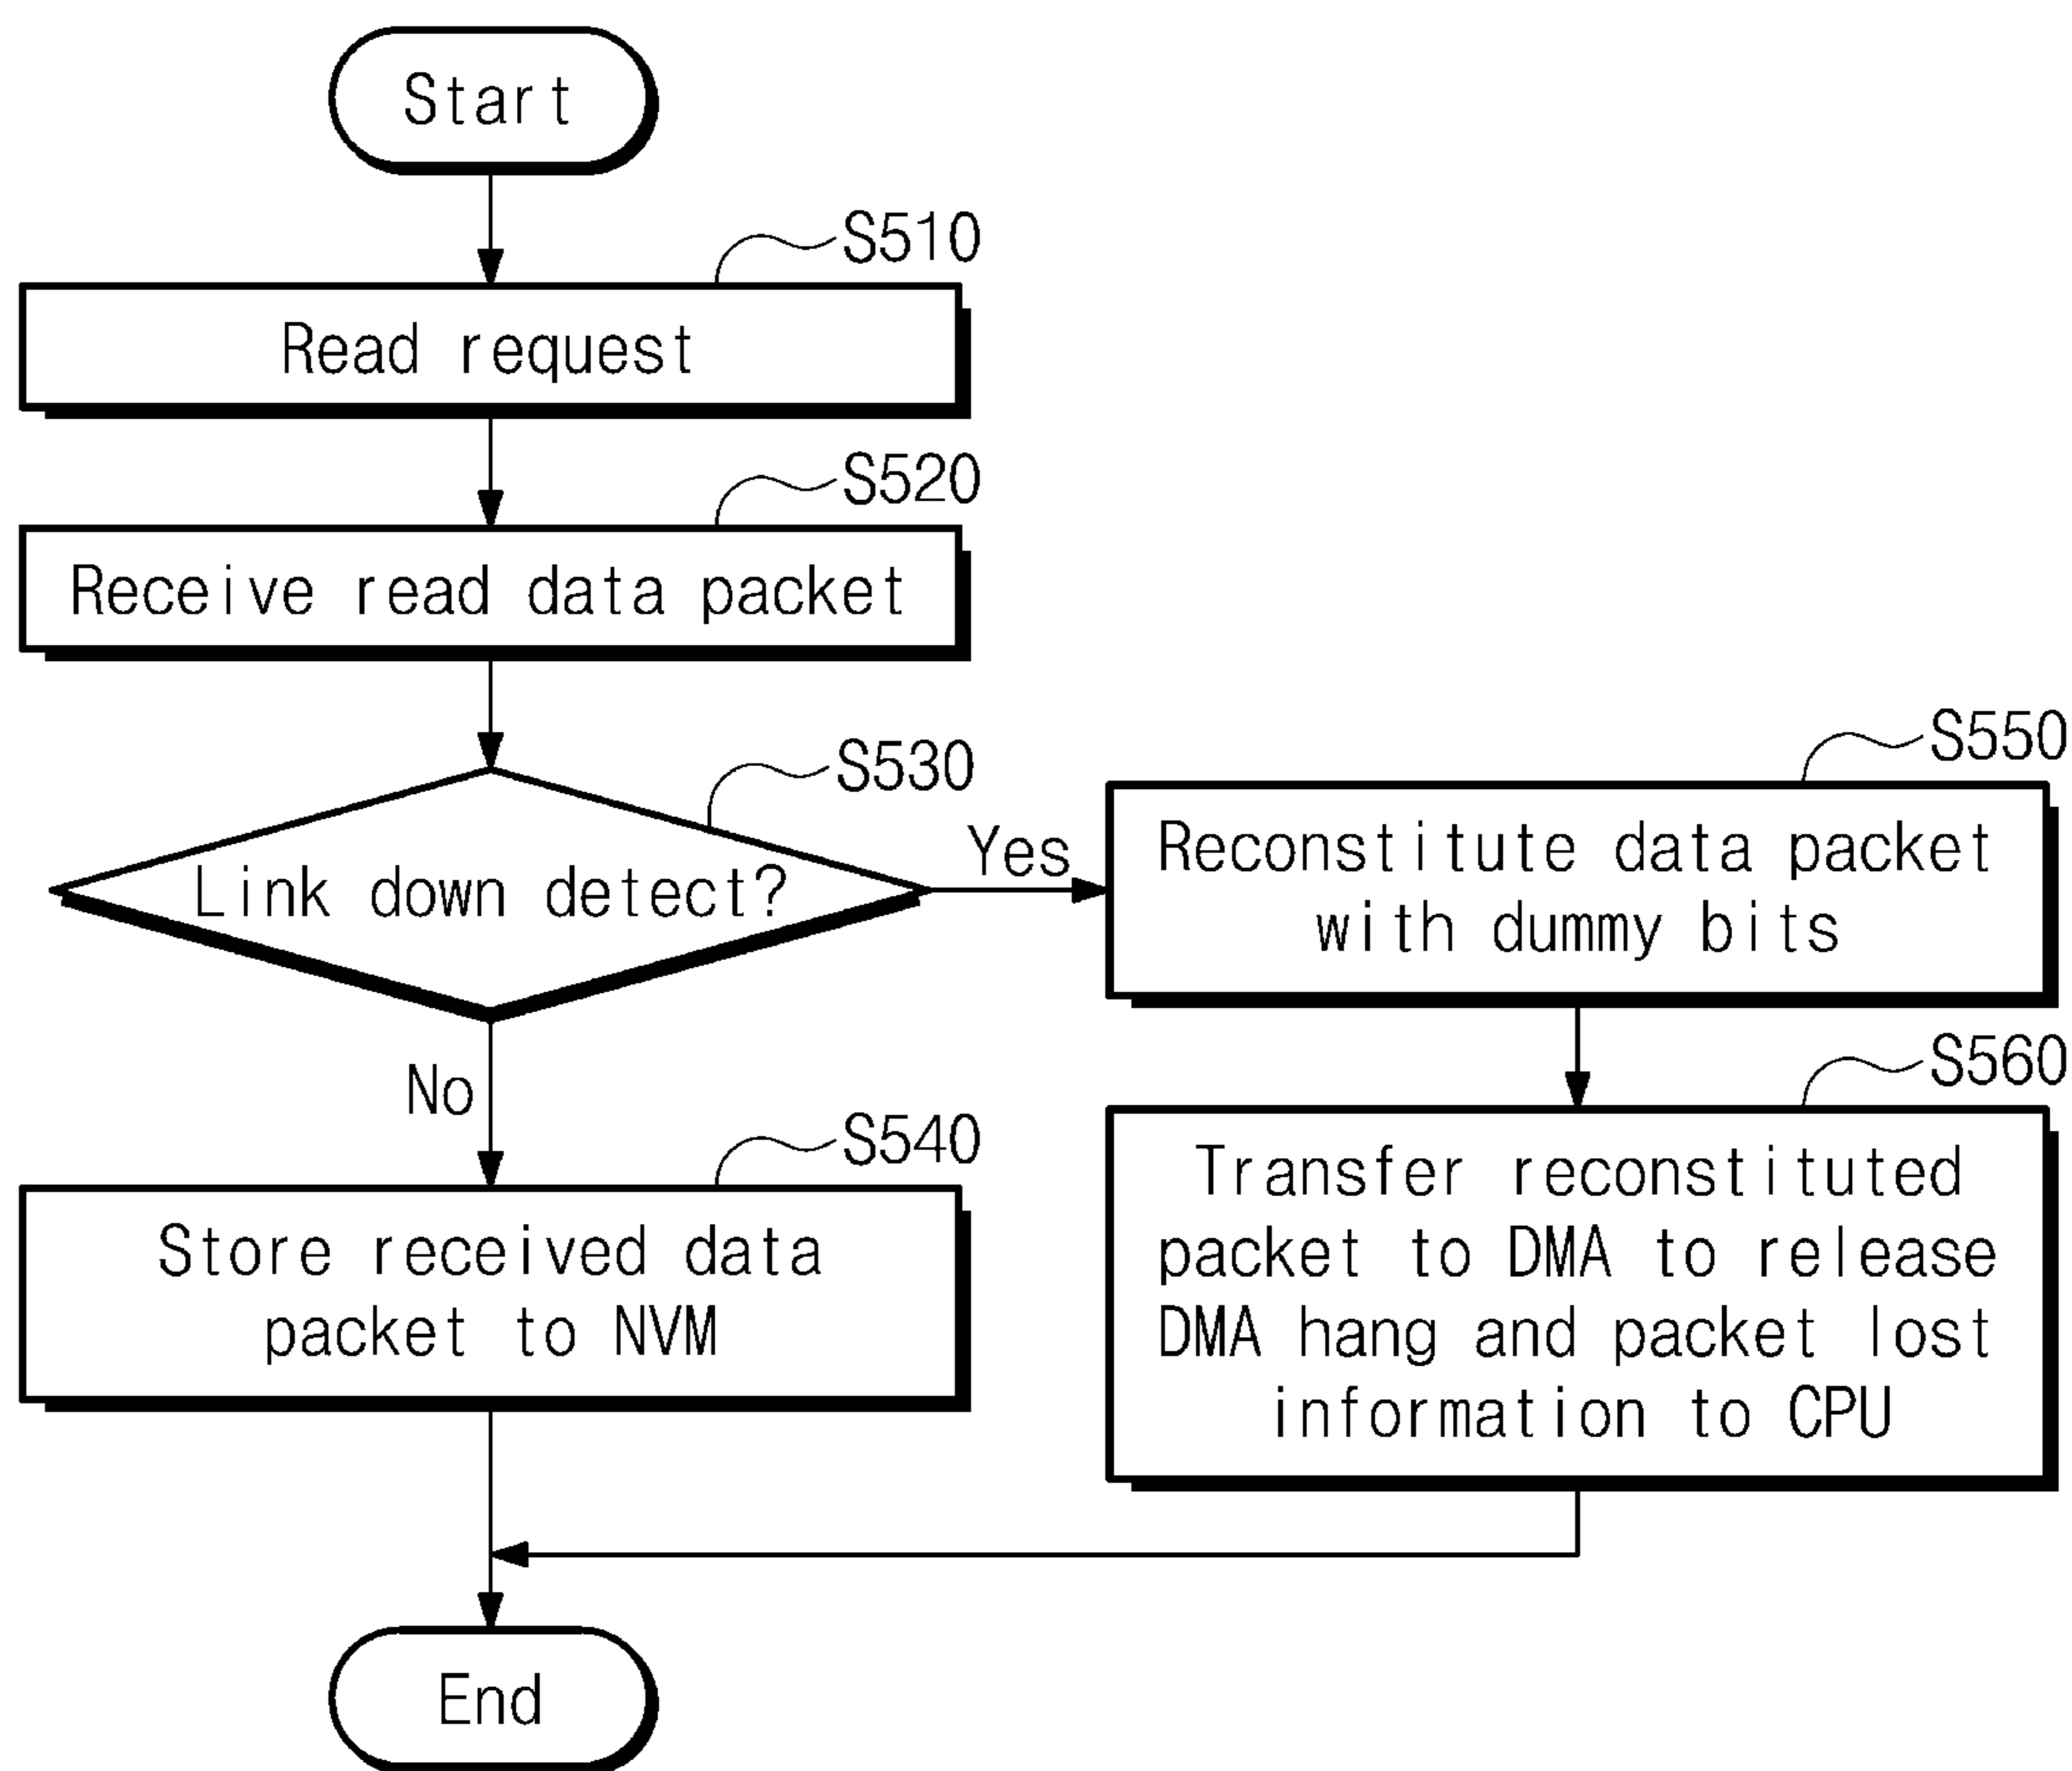 Start
S510
Read request
S520
Receive read data packet
S530
Link down detect?
Yes
No
S540
Store received data
packet to NVM
S550
Reconstitute data packet
with dummy bits
S560
Transfer reconstituted
packet to DMA to release
DMA hang and packet lost
information to CPU
End